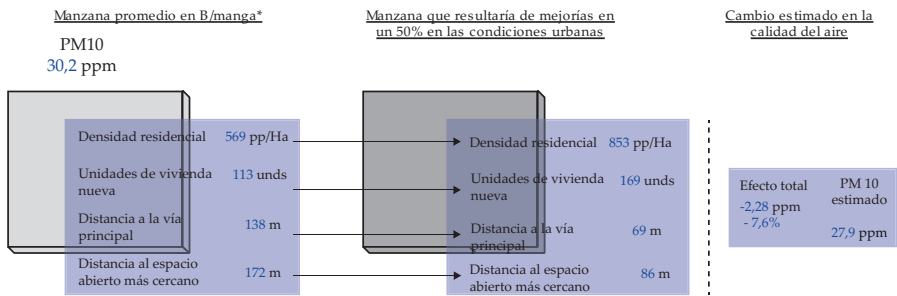 Manzana promedio en B/manga*
PM10
30,2 ppm
Densidad residencial 569 pp/Ha
Unidades de vivienda
nueva
113 unds
Distancia a la vía
principal
138 m
Distancia al espacio
abierto más cercano
172 m
Manzana que resultaría de mejorías en
un 50% en las condiciones urbanas
Densidad residencial 853 pp/Ha
Unidades de vivienda
nueva
169 unds
Distancia a la vía
principal
69 m
Distancia al espacio
abierto más cercano
86 m
Cambio estimado en la
calidad del aire
Efecto total
-2,28 ppm
- 7,6%
PM 10
estimado
27,9 ppm